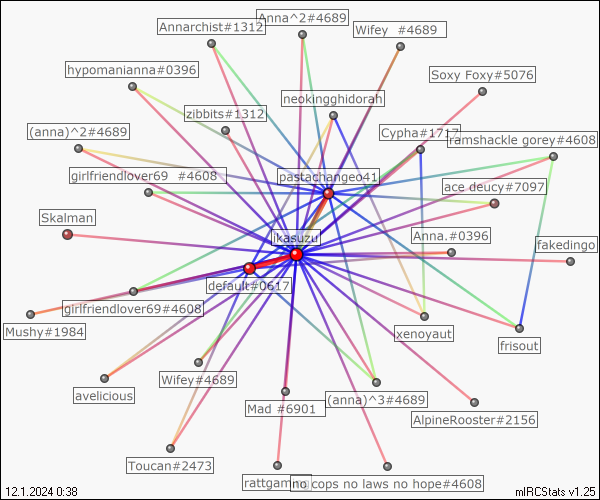 Anna^2#4689
Annarchist#1312
Wifey #4689
hypomanianna#0396
Soxy Foxy#5076
neokingghidorah
zibbits#1312
(anna)^2#4689
Cypha#1717
ramshackle gorey#4608
girlfriendlover69 #4608
pastachangeo41
ace deucy#7097
Skalman
ikasuzu
Anna.#0396
fakedingo
default#0617
girlfriendlover69#4608
Mushy#1984
xenoyaut
frisout
Wifey#4689
avelicious
Mad #6901
(anna)^3#4689
AlpineRooster#2156
Toucan#2473
rattgaming
no cops no laws no hope#4608
12.1.2024 0:38
mIRCStats v1.25